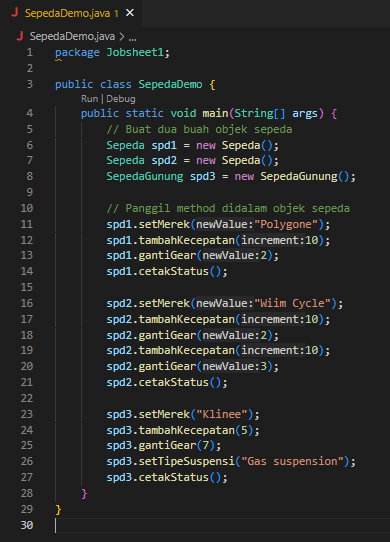 J SepedaDemo.java 1 X
J SepedaDemo.java > ...
1 package Jobsheet1;
2
3 public class SepedaDemo {
Run | Debug
4 public static void main(String[] args) {
5 // Buat dua buah objek sepeda
6 Sepeda spd1 = new Sepeda();
7 Sepeda spd2 = new Sepeda();
8 SepedaGunung spd3 = new SepedaGunung();
9
10 // Panggil method didalam objek sepeda
11 spd1.setMerek(newValue:"Polygone");
12 spd1.tambahKecepatan(increment:10);
13 spd1.gantiGear(newValue:2);
14 spd1.cetakStatus();
15
16 spd2.setMerek(newValue:"Wiim Cycle");
17 spd2.tambahKecepatan(increment:10);
18 spd2.gantiGear(newValue:2);
19 spd2.tambahKecepatan(increment:10);
20 spd2.gantiGear(newValue:3);
21 spd2.cetakStatus();
22
23 spd3.setMerek("Klinee");
24 spd3.tambahKecepatan(5);
25 spd3.gantiGear(7);
26 spd3.setTipeSuspensi("Gas suspension");
27 spd3.cetakStatus();
28 }
29 }
30